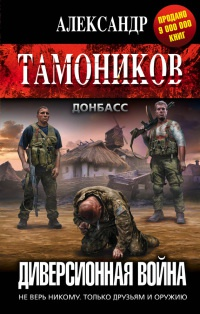 АЛЕКСАНДР
ТАМОНИКОВ
ПРОДАНО
9 000 000
КНИГ
ДОНБАСС
ДИВЕРСИОННАЯ ВОЙНА
НЕ ВЕРЬ НИКОМУ. ТОЛЬКО ДРУЗЬЯМ И ОРУЖИЮ